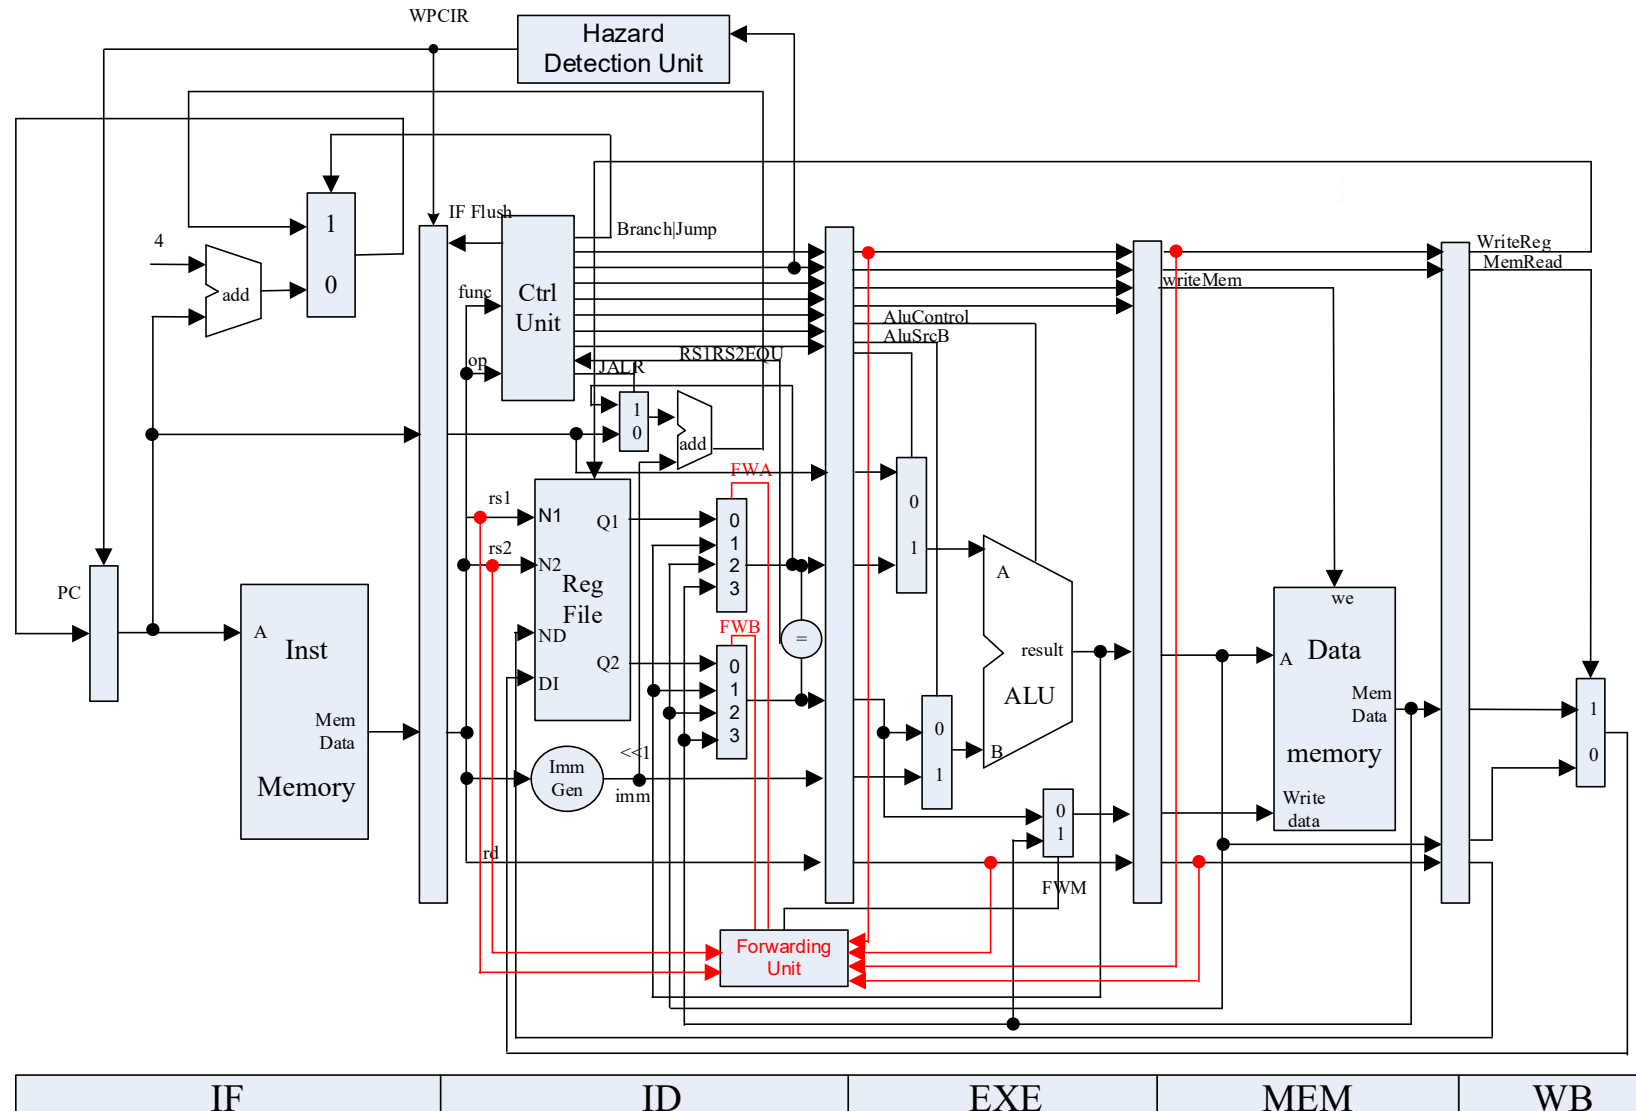 WPCIR
Hazard
Detection Unit
IF Flush
Branch|Jump
WriteReg
MemRead
1
0
4
add
func
Ctrl
Unit
op
writeMem
AluControl
AluSrcB
RS1RS2EQU
JALR
1
0
add
FWA
rs1
N1
Q1
0
1
2
3
rs2
N2
Reg
File
ND
Q2
DI
FWB
0
1
2
3
=
0
1
A
result
ALU
B
0
1
PC
A
Inst
Mem
Data
Memory
we
A
Data
Mem
Data
memory
Write
data
1
0
<<1
Imm
Gen
imm
0
1
rd
FWM
Forwarding
Unit
IF
ID
EXE
MEM
WB